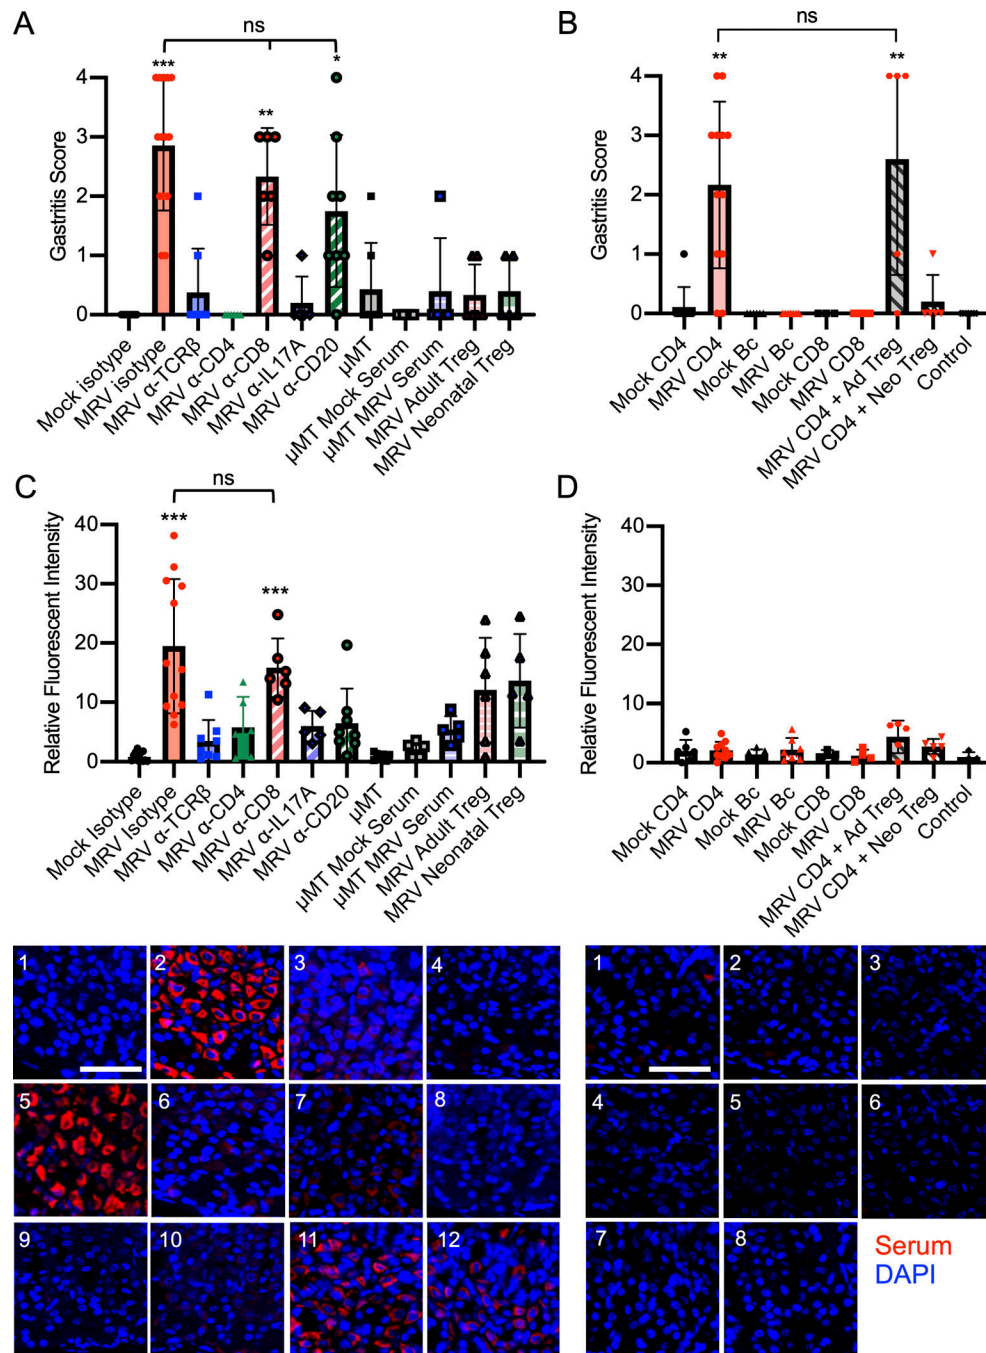 A
ns
***
**
*
Gastritis Score
4
3
2
1
0
Mock isotype
MRV isotype
MRV α-TCRβ
MRV α-CD4
MRV α-CD8
MRV α-IL17A
MRV α-CD20
µMT
µMT Mock Serum
µMT MRV Serum
MRV Adult Treg
MRV Neonatal Treg
B
ns
**
**
Gastritis Score
4
3
2
1
0
Mock CD4
MRV CD4
Mock Bc
MRV Bc
Mock CD8
MRV CD8
MRV CD4 + Ad Treg
MRV CD4 + Neo Treg
Control
C
ns
***
***
Relative Fluorescent Intensity
40
30
20
10
0
Mock Isotype
MRV Isotype
MRV α-TCRβ
MRV α-CD4
MRV α-CD8
MRV α-IL17A
MRV α-CD20
µMT
µMT Mock Serum
µMT MRV Serum
MRV Adult Treg
MRV Neonatal Treg
D
Relative Fluorescent Intensity
40
30
20
10
0
Mock CD4
MRV CD4
Mock Bc
MRV Bc
Mock CD8
MRV CD8
MRV CD4 + Ad Treg
MRV CD4 + Neo Treg
Control
1 2 3 4
5 6 7 8
9 10 11 12
1 2 3
4 5 6
7 8
Serum
DAPI